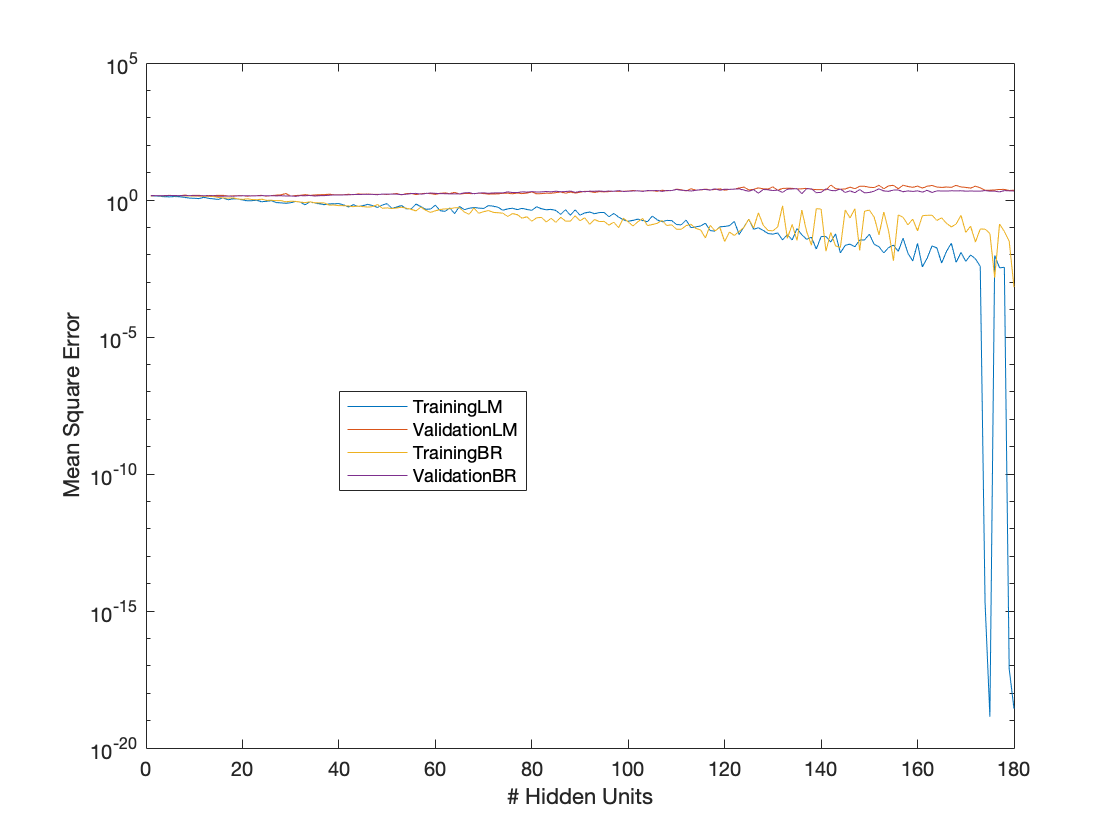 10^5
10^0
10^-5
10^-10
10^-15
10^-20
Mean Square Error
TrainingLM
ValidationLM
TrainingBR
ValidationBR
0 20 40 60 80 100 120 140 160 180
# Hidden Units